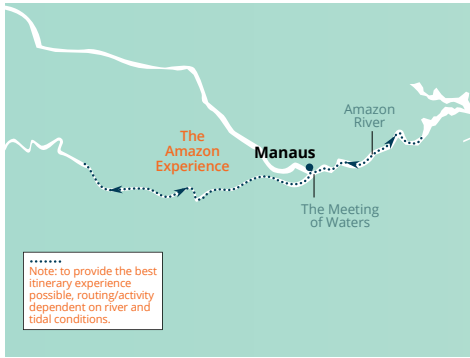 Amazon
River
The
Amazon
Experience
Manaus
The Meeting
of Waters
Note: to provide the best
itinerary experience
possible, routing/activity
dependent on river and
tidal conditions.